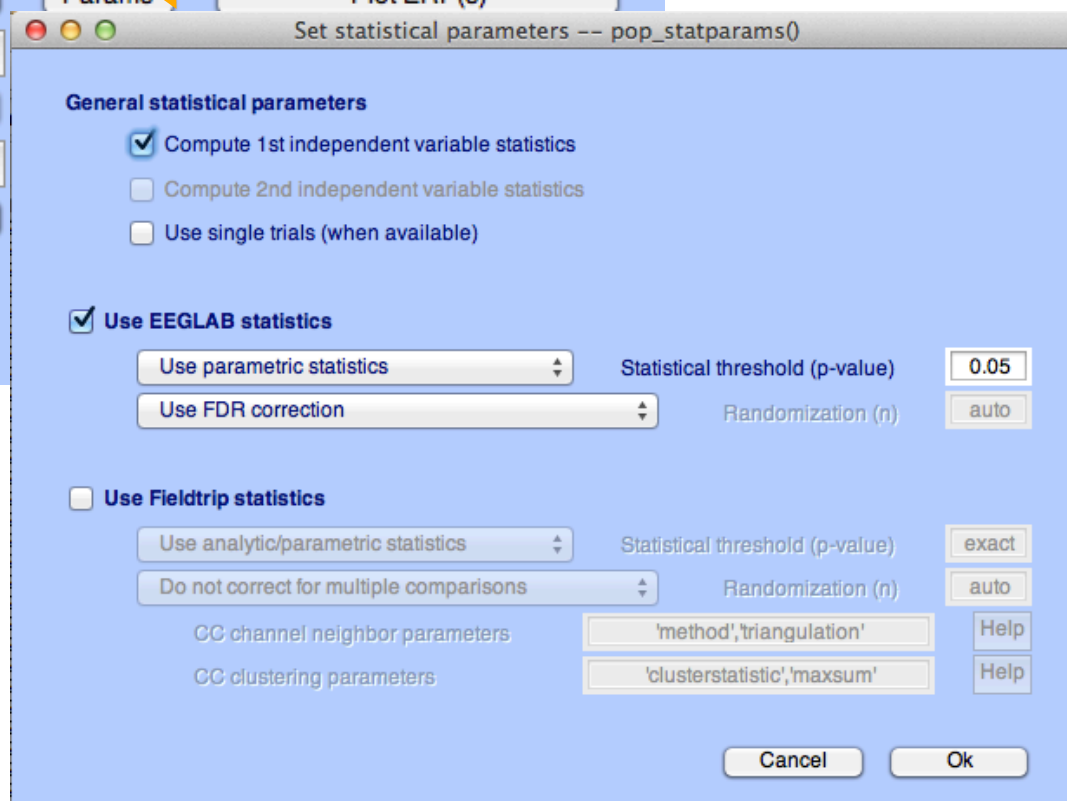 Params Plot ERP(s)
Set statistical parameters -- pop_statparams()
General statistical parameters
Compute 1st independent variable statistics
Compute 2nd independent variable statistics
Use single trials (when available)
Use EEGLAB statistics
Use parametric statistics Statistical threshold (p-value) 0.05
Use FDR correction Randomization (n) auto
Use Fieldtrip statistics
Use analytic/parametric statistics Statistical threshold (p-value) exact
Do not correct for multiple comparisons Randomization (n) auto
CC channel neighbor parameters 'method','triangulation' Help
CC clustering parameters 'clusterstatistic','maxsum' Help
Cancel Ok